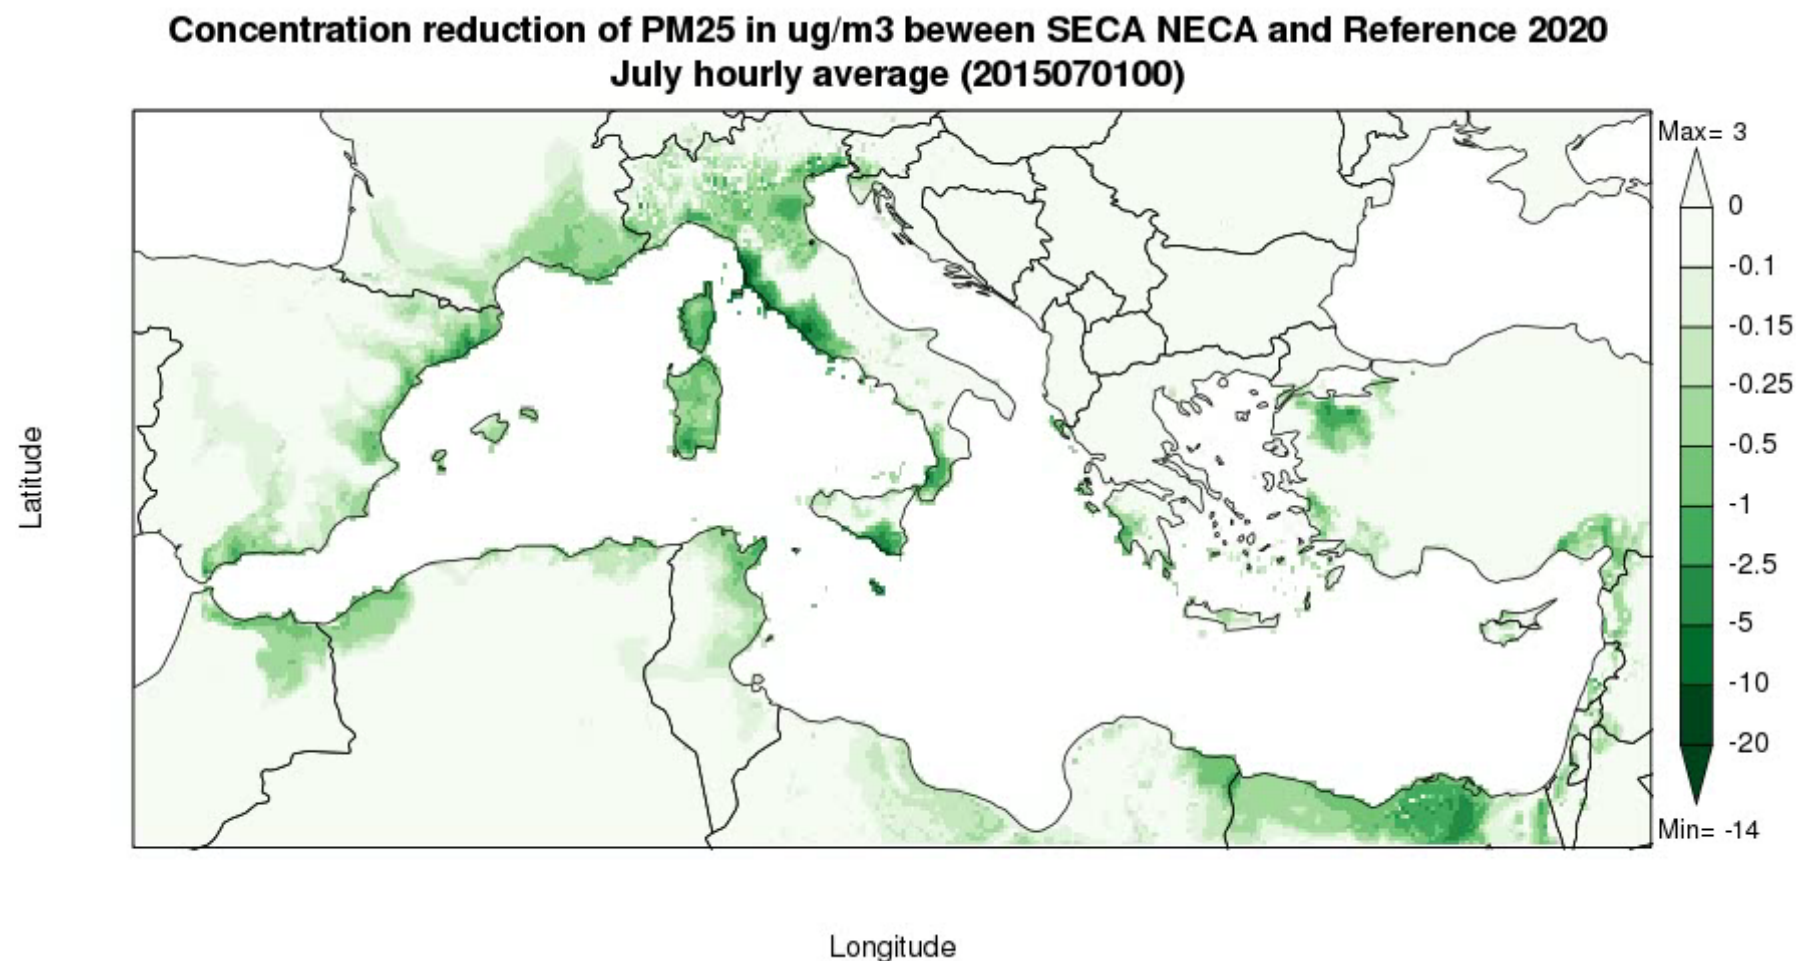 Concentration reduction of PM25 in ug/m3 beween SECA NECA and Reference 2020
July hourly average (2015070100)
Max= 3
0
-0.1
-0.15
-0.25
-0.5
-1
-2.5
-5
-10
-20
Min= -14
Latitude
Longitude